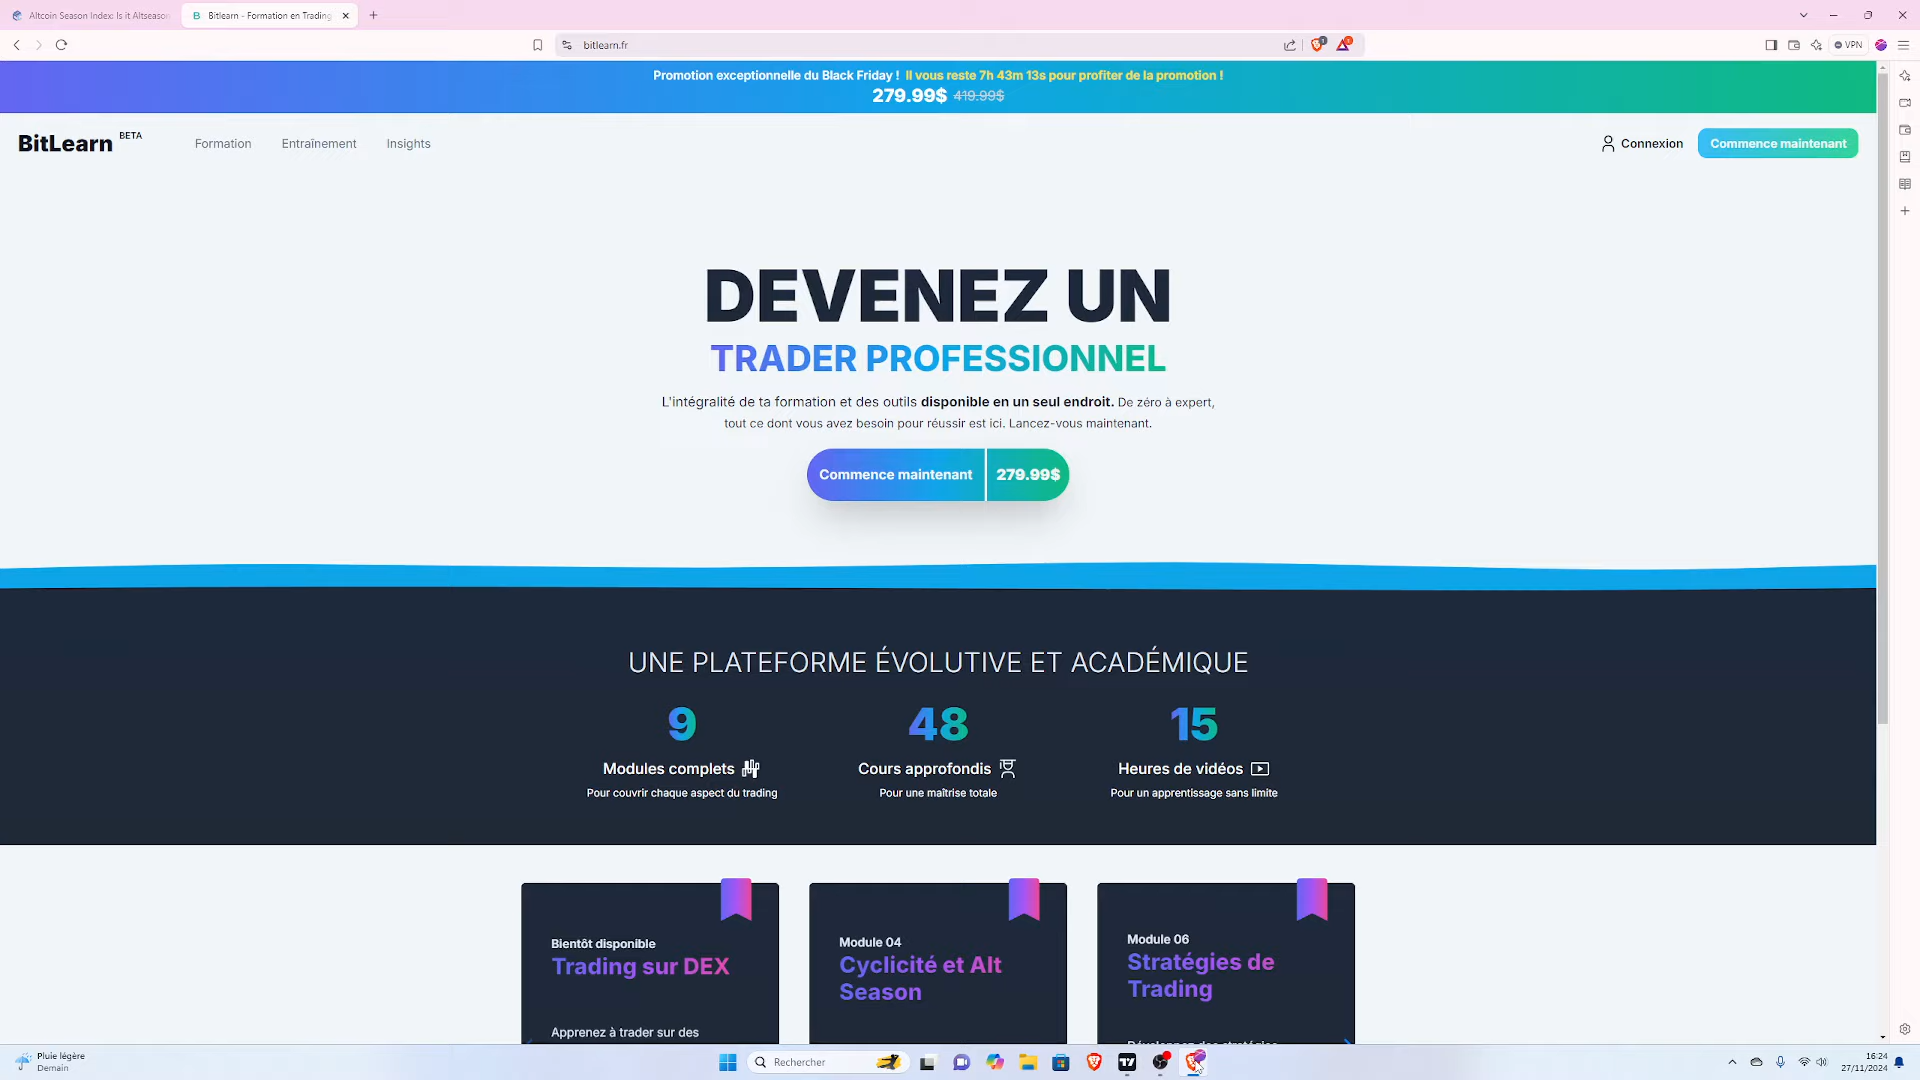 Altcoin Season Index: Is it Altseason
Bitlearn - Formation en Trading
bitlearn.fr
VPN
Promotion exceptionnelle du Black Friday ! Il vous reste 7h 43m 13s pour profiter de la promotion !
279.99$ 419.99$
BitLearn BETA
Formation
Entraînement
Insights
Connexion
Commence maintenant
DEVENEZ UN
TRADER PROFESSIONNEL
L'intégralité de ta formation et des outils disponible en un seul endroit. De zéro à expert,
tout ce dont vous avez besoin pour réussir est ici. Lancez-vous maintenant.
Commence maintenant 279.99$
UNE PLATEFORME ÉVOLUTIVE ET ACADÉMIQUE
9
48
15
Modules complets
Cours approfondis
Heures de vidéos
Pour couvrir chaque aspect du trading
Pour une maîtrise totale
Pour un apprentissage sans limite
Bientôt disponible
Trading sur DEX
Apprenez à trader sur des
Module 04
Cyclicité et Alt
Season
Module 06
Stratégies de
Trading
Pluie légère
Demain
Rechercher
16:24
27/11/2024